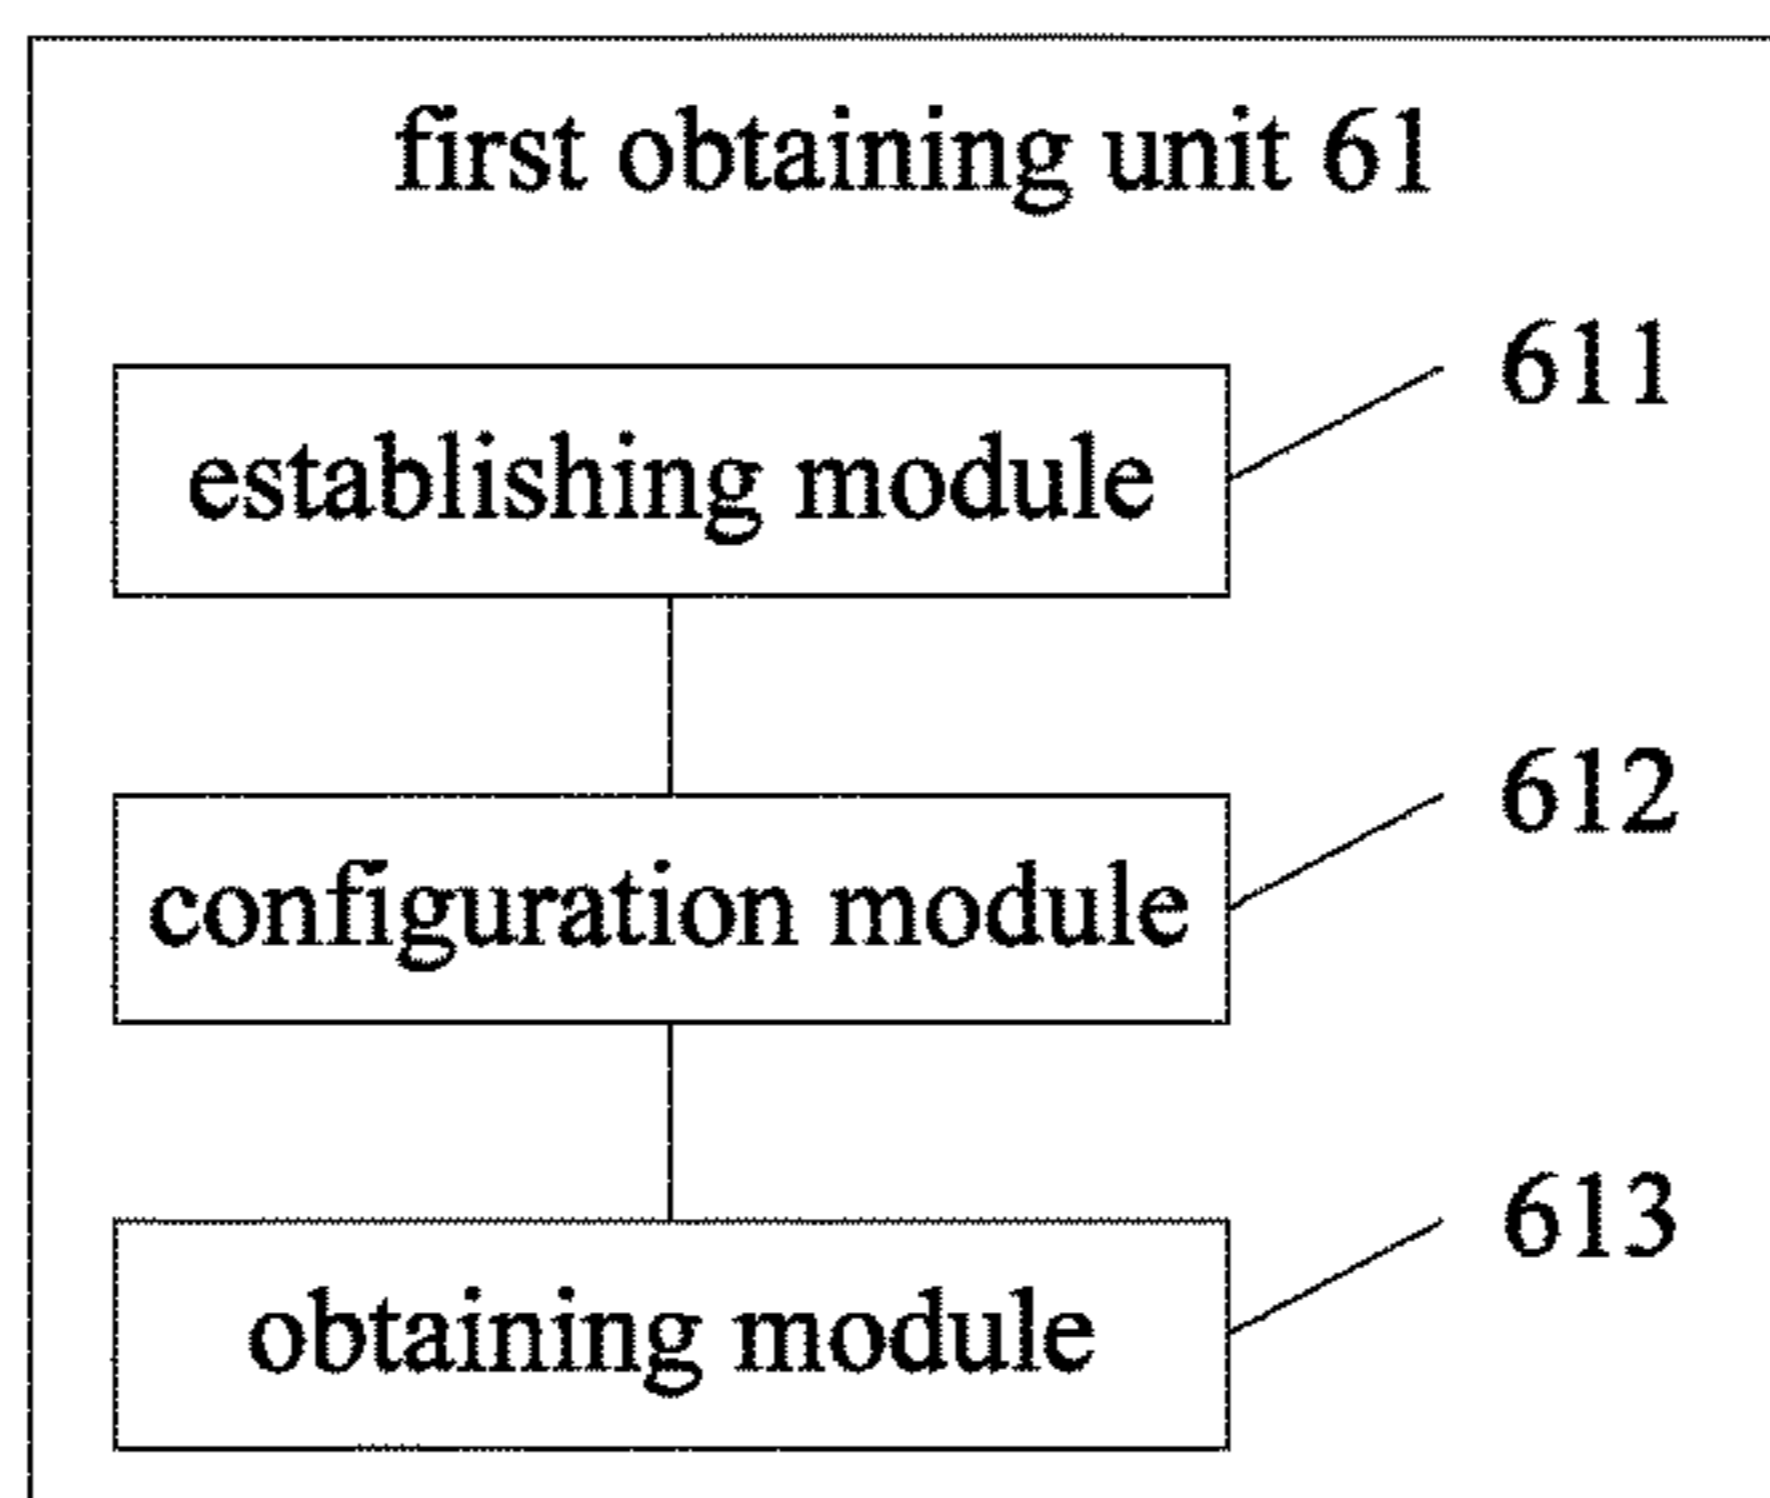 first obtaining unit 61
611
establishing module
612
configuration module
613
obtaining module